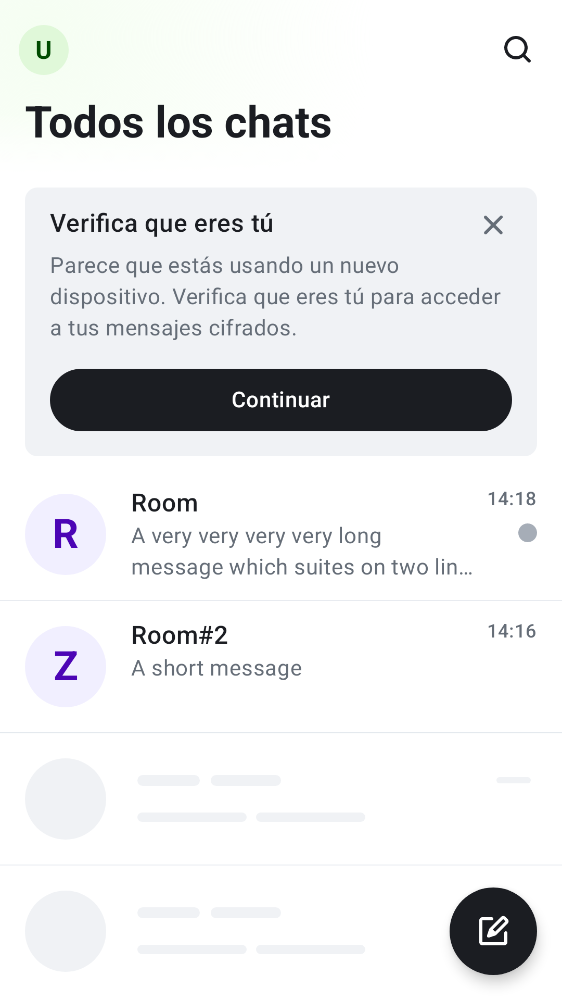 U
Todos los chats
Verifica que eres tú
Parece que estás usando un nuevo
dispositivo. Verifica que eres tú para acceder
a tus mensajes cifrados.
Continuar
R
Room
14:18
A very very very very long
message which suites on two lin…
Z
Room#2
14:16
A short message